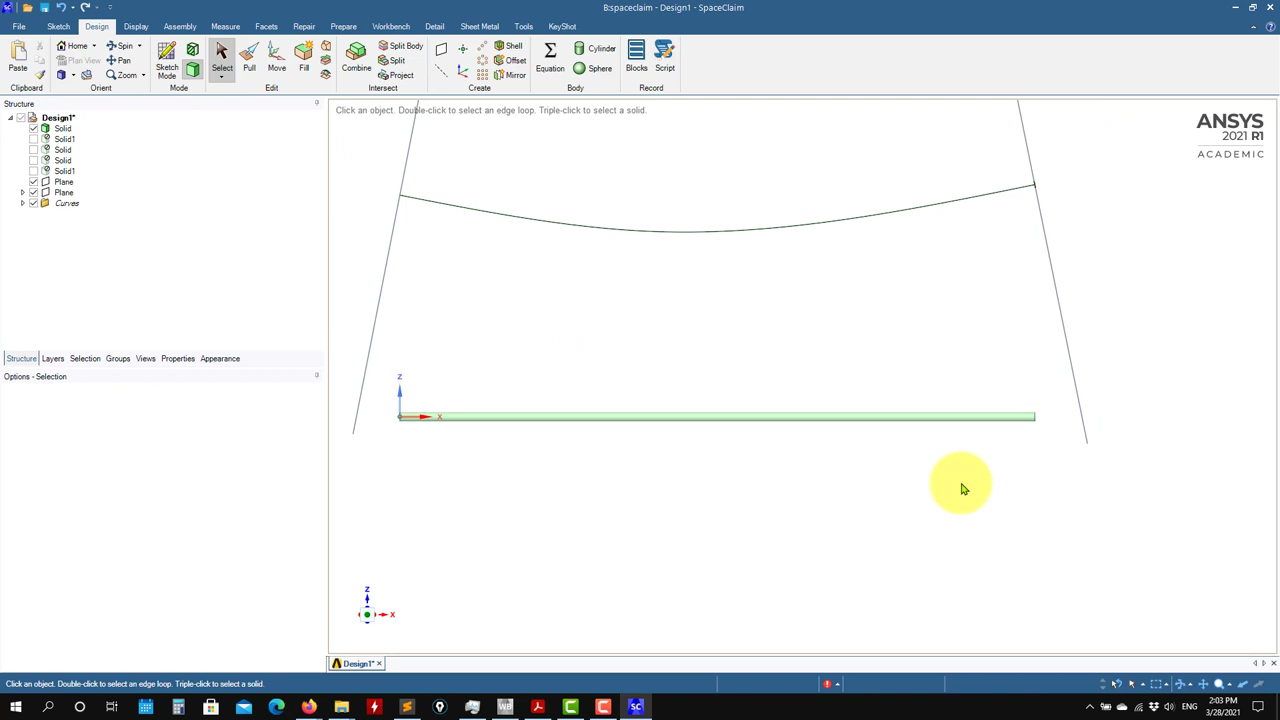 B:spaceclaim - Design1 - SpaceClaim
File Sketch Design Display Assembly Measure Facets Repair Prepare Workbench Detail Sheet Metal Tools KeyShot
Home Spin Split Body Shell Cylinder
Plan View Pan Split Offset Sphere
Zoom Project Mirror
Paste Sketch Mode Select Pull Move Fill Combine Equation Blocks Script
Clipboard Orient Mode Edit Intersect Create Body Record
Structure
Click an object. Double-click to select an edge loop. Triple-click to select a solid.
Design1*
Solid
Solid1
Solid
Solid
Solid1
Plane
Plane
Curves
ANSYS
2021 R1
ACADEMIC
Structure Layers Selection Groups Views Properties Appearance
Options - Selection
Z
X
Z
X
Design1*
Click an object. Double-click to select an edge loop. Triple-click to select a solid.
ENG
2:03 PM
3/28/2021